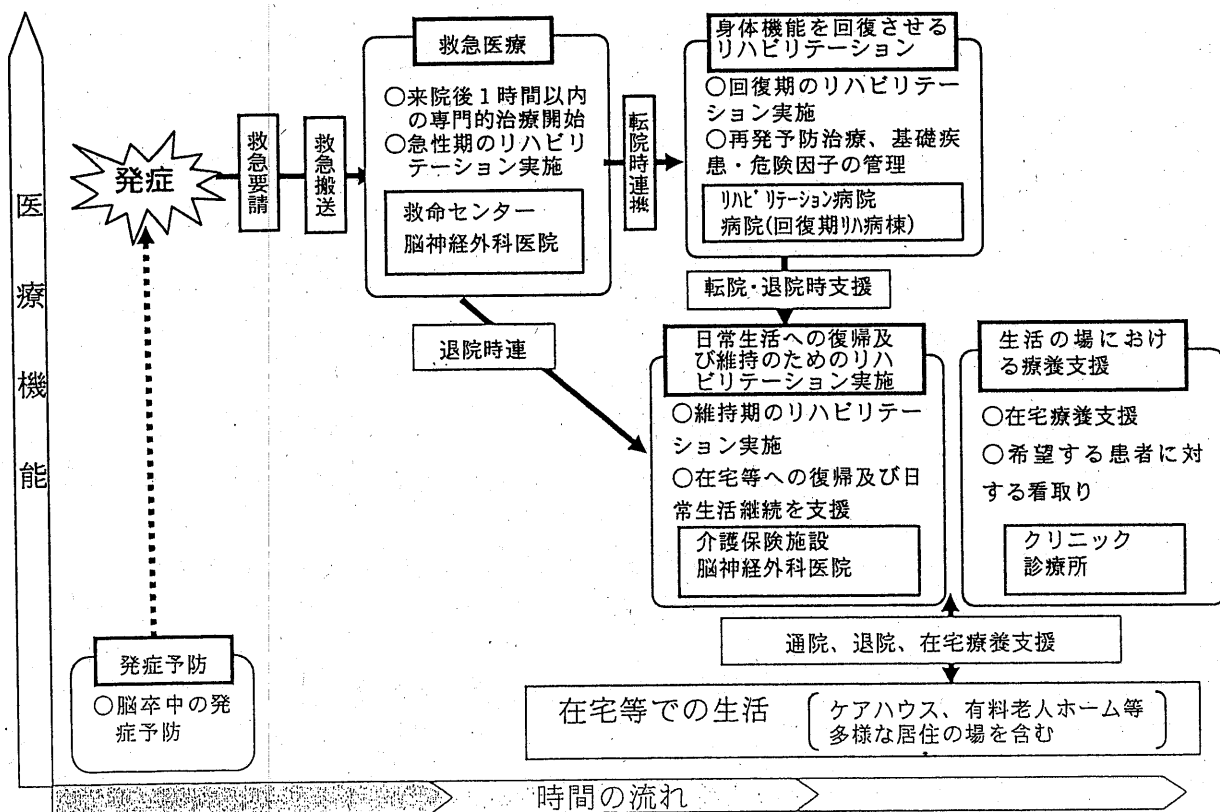 医療機能
発症
救急要請
救急搬送
救急医療
○来院後１時間以内
の専門的治療開始
○急性期のリハビリ
テーション実施
救命センター
脳神経外科医院
転院時連携
身体機能を回復させる
リハビリテーション
○回復期のリハビリテー
ション実施
○再発予防治療、基礎疾
患・危険因子の管理
ﾘﾊﾋﾞﾘﾃｰｼｮﾝ病院
病院(回復期ﾘﾊ病棟)
転院・退院時支援
退院時連
日常生活への復帰及
び維持のためのリハ
ビリテーション実施
○維持期のリハビリテー
ション実施
○在宅等への復帰及び日
常生活継続を支援
介護保険施設
脳神経外科医院
生活の場におけ
る療養支援
○在宅療養支援
○希望する患者に対
する看取り
クリニック
診療所
通院、退院、在宅療養支援
発症予防
○脳卒中の発
症予防
在宅等での生活
ケアハウス、有料老人ホーム等
多様な居住の場を含む
時間の流れ